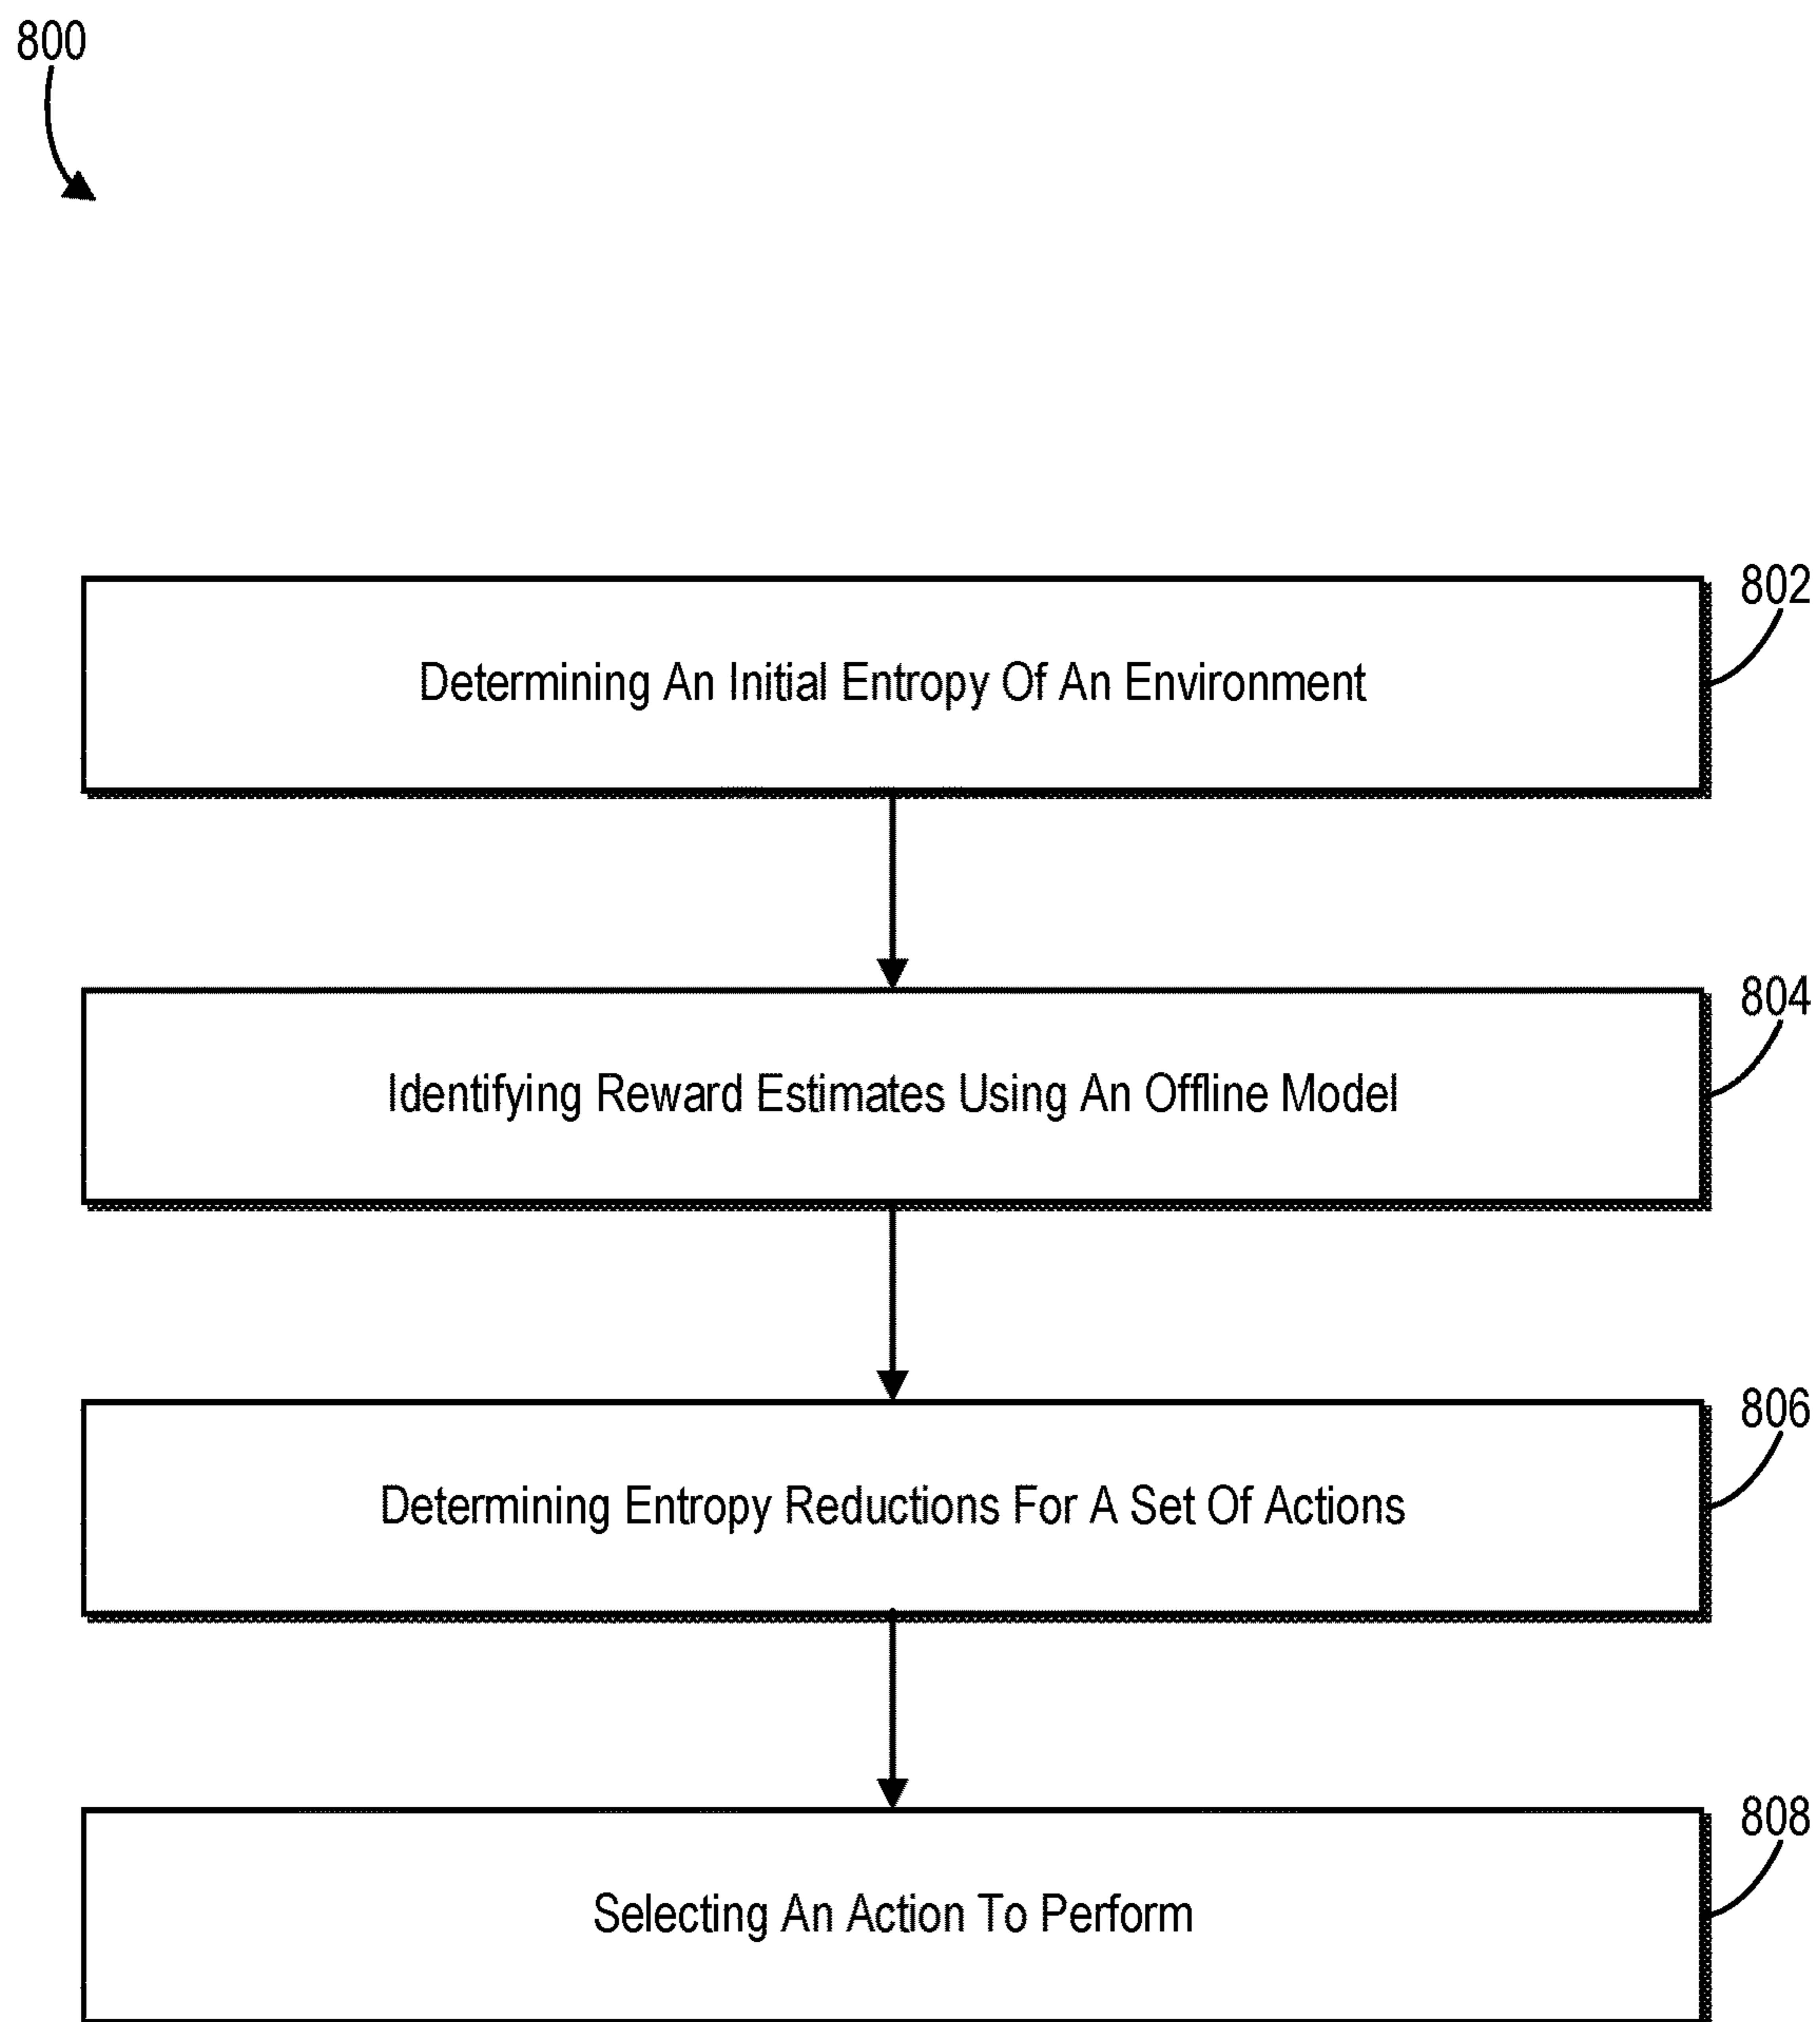 800
802
Determining An Initial Entropy Of An Environment
804
Identifying Reward Estimates Using An Offline Model
806
Determining Entropy Reductions For A Set Of Actions
808
Selecting An Action To Perform